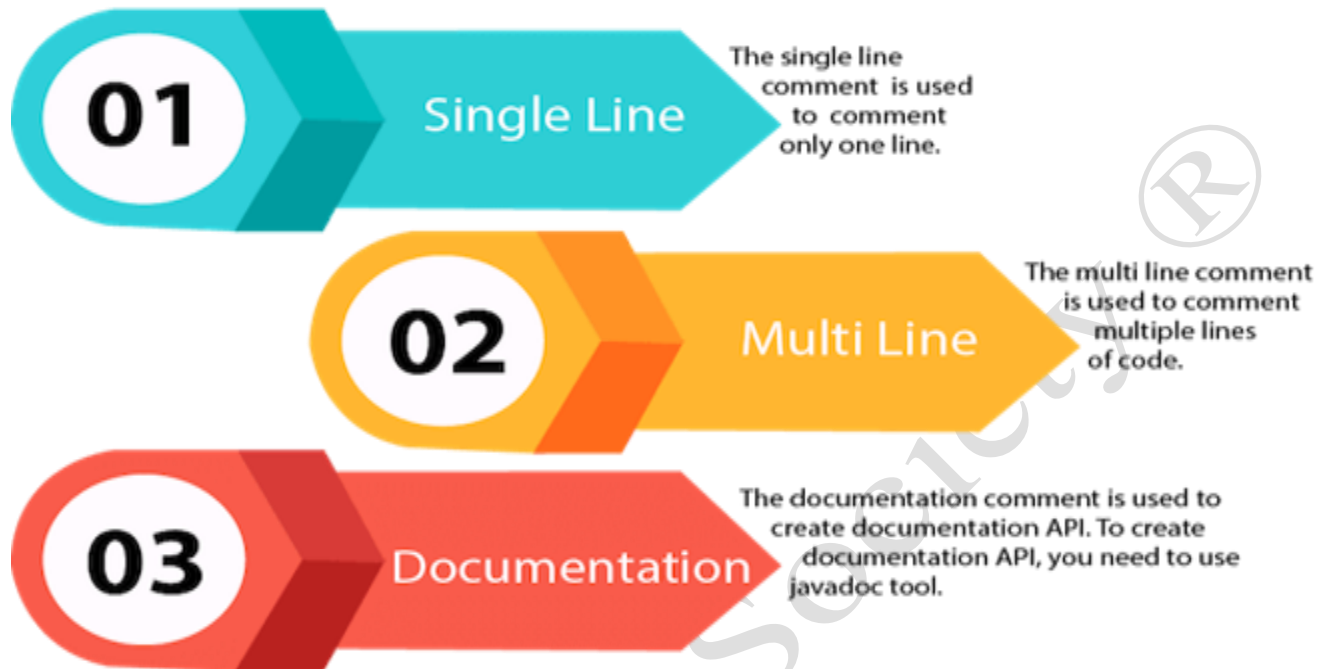 01
Single Line
The single line
comment is used
to comment
only one line.
02
Multi Line
The multi line comment
is used to comment
multiple lines
of code.
03
Documentation
The documentation comment is used to
create documentation API. To create
documentation API, you need to use
javadoc tool.
Society ®